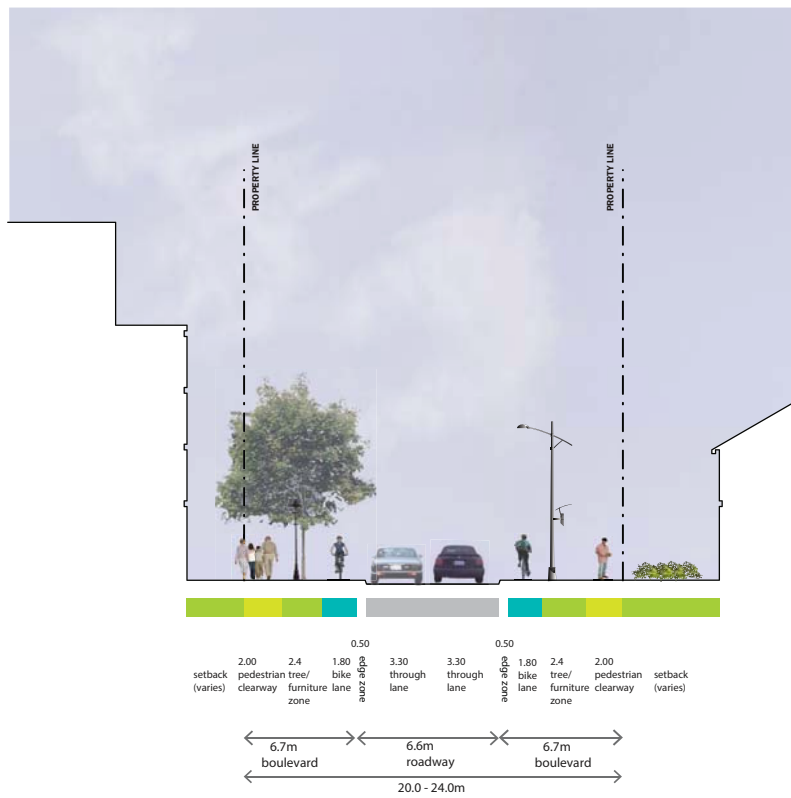 PROPERTY LINE
PROPERTY LINE
setback
(varies)
2.00
pedestrian
clearway
2.4
tree/
furniture
zone
1.80
bike
lane
0.50
edge zone
3.30
through
lane
3.30
through
lane
0.50
edge zone
1.80
bike
lane
2.4
tree/
furniture
zone
2.00
pedestrian
clearway
setback
(varies)
6.7m
boulevard
6.6m
roadway
6.7m
boulevard
20.0 - 24.0m